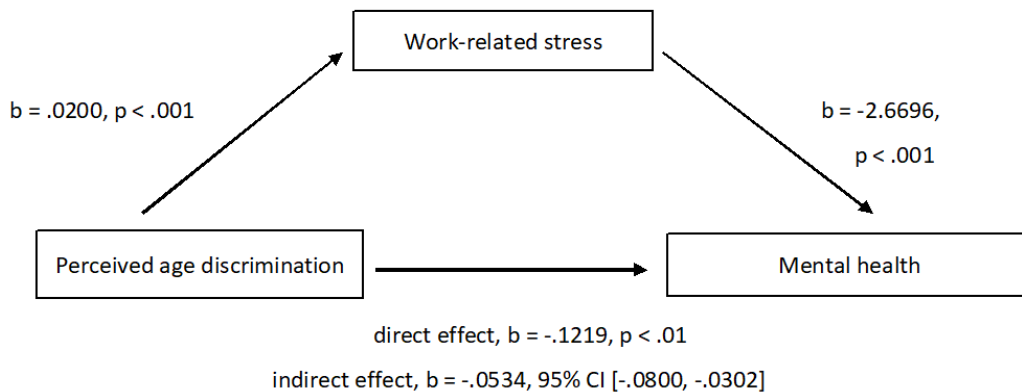 Work-related stress
b = .0200, p < .001
b = -2.6696,
p < .001
Perceived age discrimination
Mental health
direct effect, b = -.1219, p < .01
indirect effect, b = -.0534, 95% CI [-.0800, -.0302]